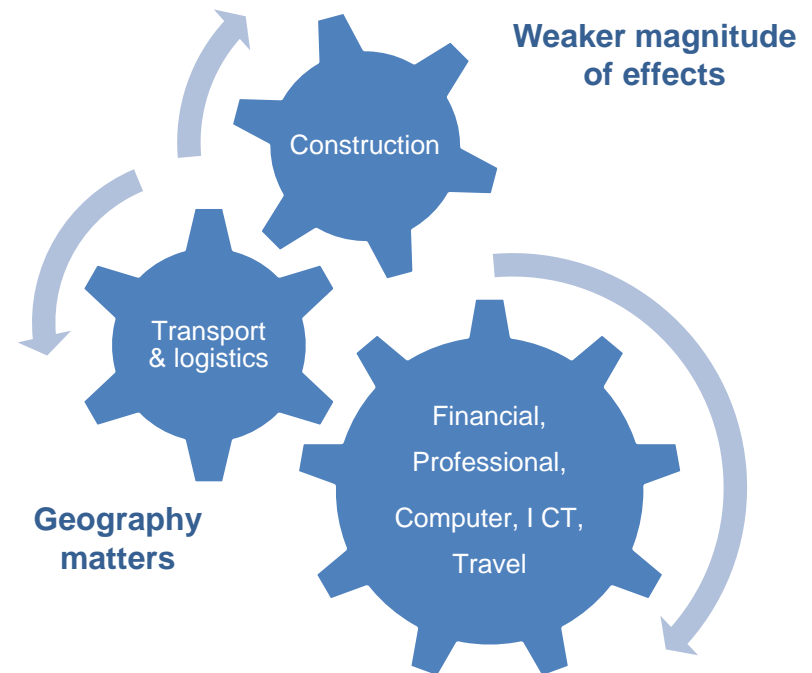 Weaker magnitude
of effects
Construction
Transport
& logistics
Financial,
Professional,
Computer, I CT,
Travel
Geography
matters